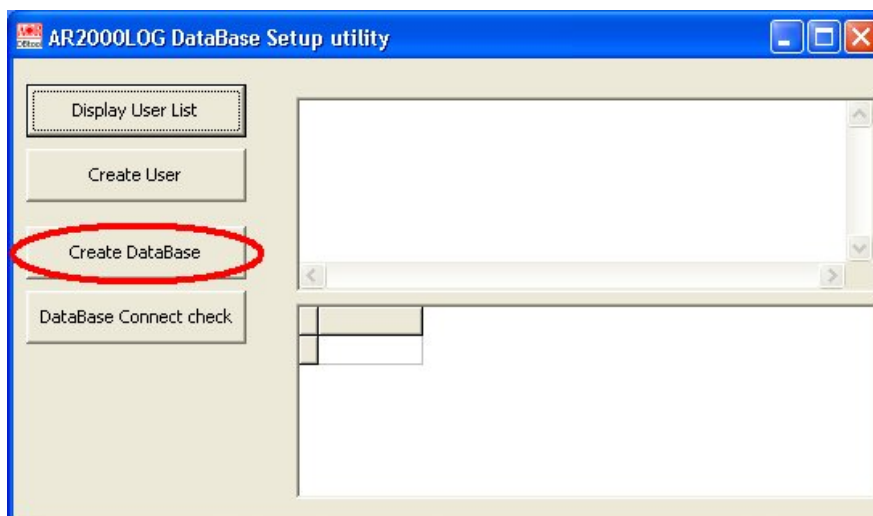 AR2000LOG DataBase Setup utility
Display User List
Create User
Create DataBase
DataBase Connect check